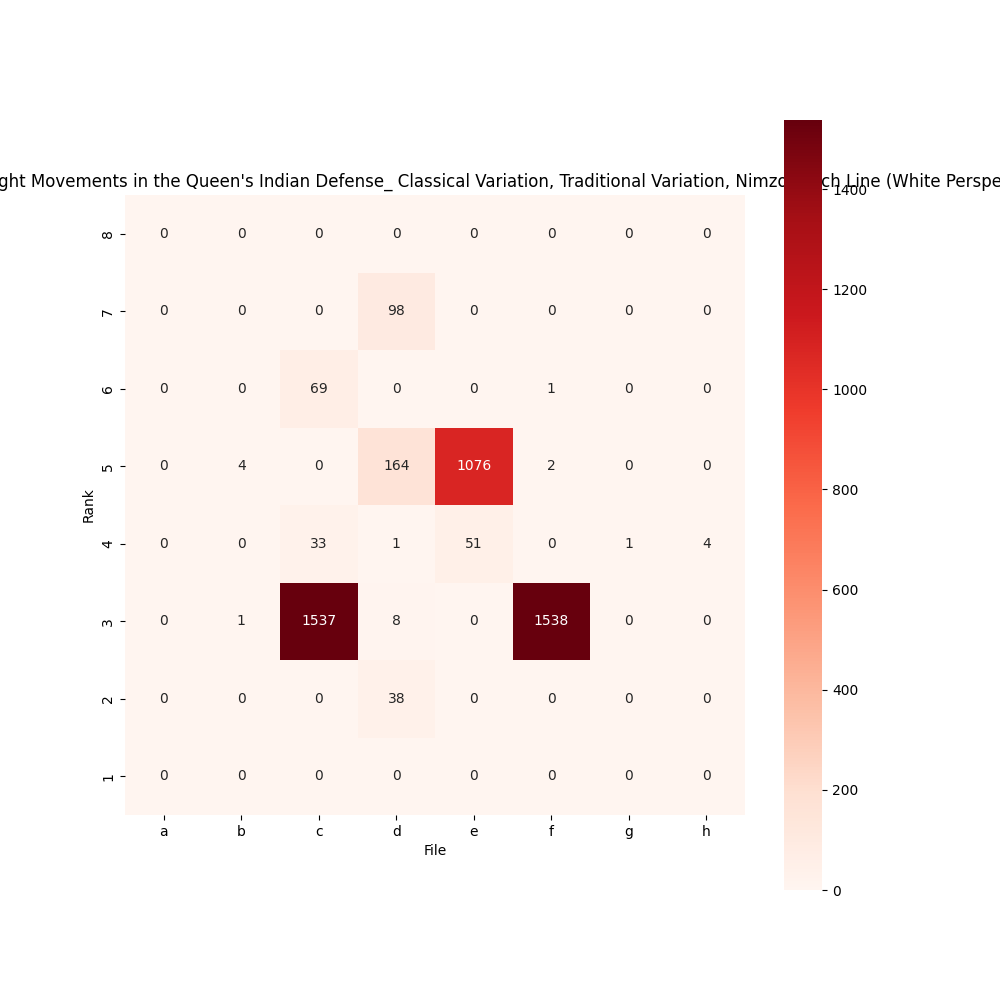 ght Movements in the Queen's Indian Defense_ Classical Variation, Traditional Variation, Nimzowitsch Line (White Perspe
8 0 0 0 0 0 0 0 0
7 0 0 0 98 0 0 0 0
6 0 0 69 0 0 1 0 0
5 0 4 0 164 1076 2 0 0
4 0 0 33 1 51 0 1 4
3 0 1 1537 8 0 1538 0 0
2 0 0 0 38 0 0 0 0
1 0 0 0 0 0 0 0 0
a b c d e f g h
File
Rank
1400
1200
1000
800
600
400
200
0